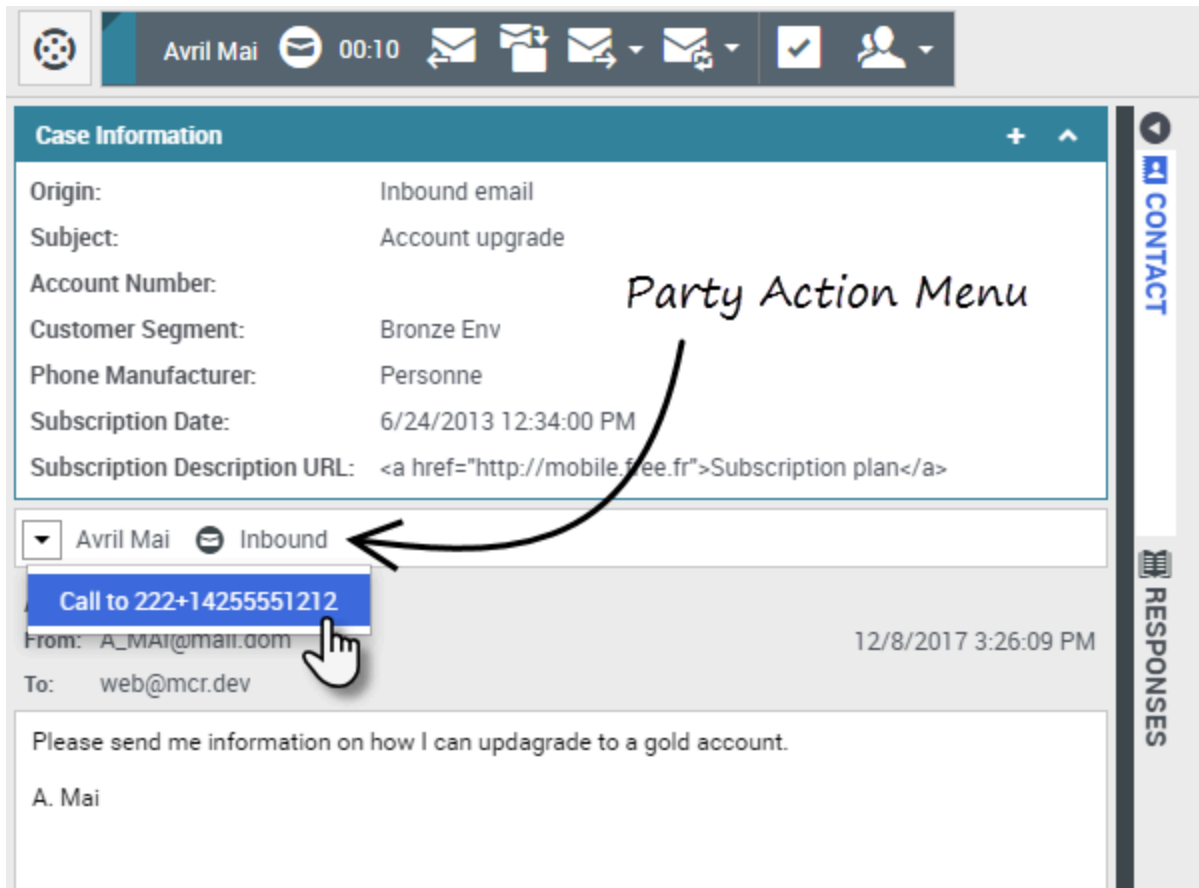 Avril Mai 00:10
Case Information
Origin: Inbound email
Subject: Account upgrade
Account Number:
Party Action Menu
Customer Segment: Bronze Env
Phone Manufacturer: Personne
Subscription Date: 6/24/2013 12:34:00 PM
Subscription Description URL: <a href="http://mobile.free.fr">Subscription plan</a>
Avril Mai Inbound
Call to 222+14255551212
From: A_MAI@mail.dom 12/8/2017 3:26:09 PM
To: web@mcr.dev
Please send me information on how I can updagrade to a gold account.
A. Mai
CONTACT
RESPONSES